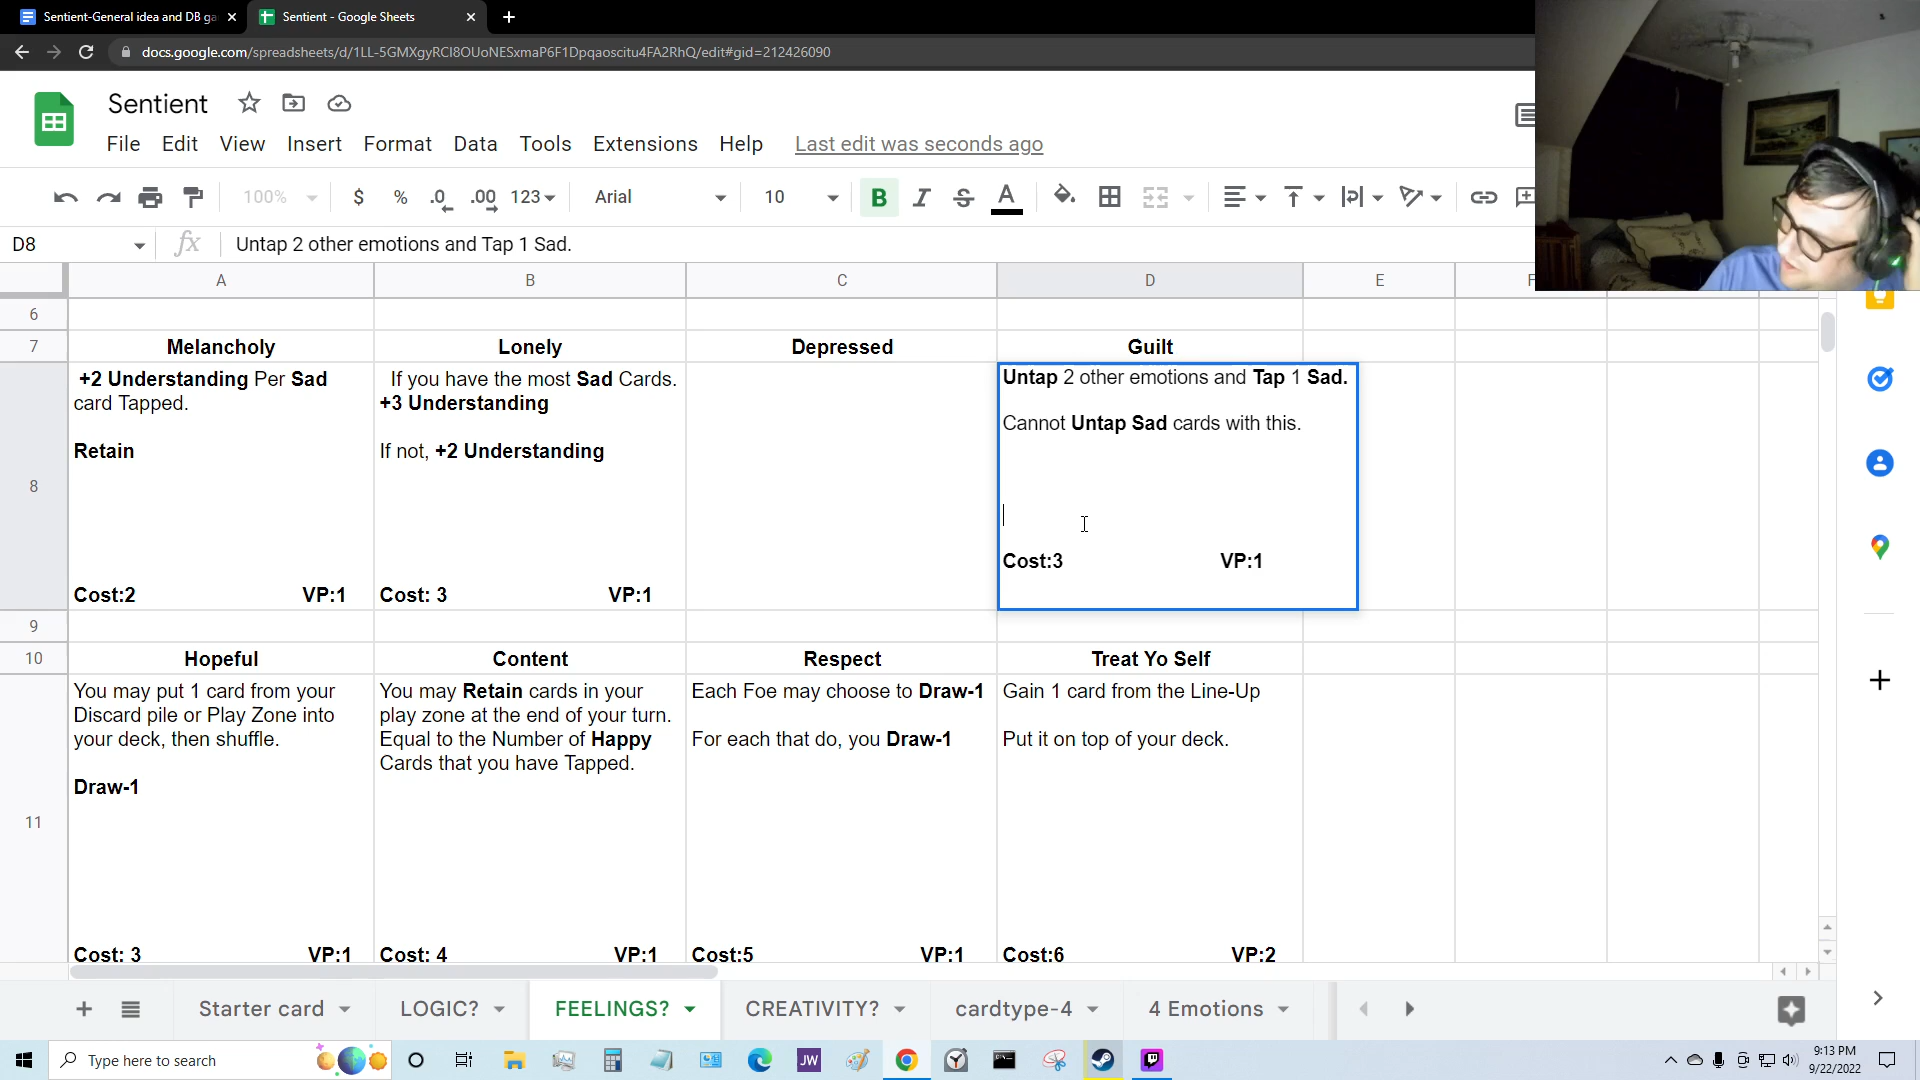 Sentient-General idea and DB ga
Sentient - Google Sheets
docs.google.com/spreadsheets/d/1LL-5GMXgyRCI8OUoNESxmaP6F1Dpqaoscitu4FA2RhQ/edit#gid=212426090
Sentient
File Edit View Insert Format Data Tools Extensions Help Last edit was seconds ago
100% $ % .0 .00 123 Arial 10 B I S A
D8 fx Untap 2 other emotions and Tap 1 Sad.
A B C D E F
6
7 Melancholy Lonely Depressed Guilt
8
+2 Understanding Per Sad
card Tapped.
Retain
Cost:2 VP:1
If you have the most Sad Cards.
+3 Understanding
If not, +2 Understanding
Cost: 3 VP:1
Untap 2 other emotions and Tap 1 Sad.
Cannot Untap Sad cards with this.
Cost:3 VP:1
9
10 Hopeful Content Respect Treat Yo Self
11
You may put 1 card from your
Discard pile or Play Zone into
your deck, then shuffle.
Draw-1
Cost: 3 VP:1
You may Retain cards in your
play zone at the end of your turn.
Equal to the Number of Happy
Cards that you have Tapped.
Cost: 4 VP:1
Each Foe may choose to Draw-1
For each that do, you Draw-1
Cost:5 VP:1
Gain 1 card from the Line-Up
Put it on top of your deck.
Cost:6 VP:2
Starter card LOGIC? FEELINGS? CREATIVITY? cardtype-4 4 Emotions
Type here to search
JW
9:13 PM
9/22/2022